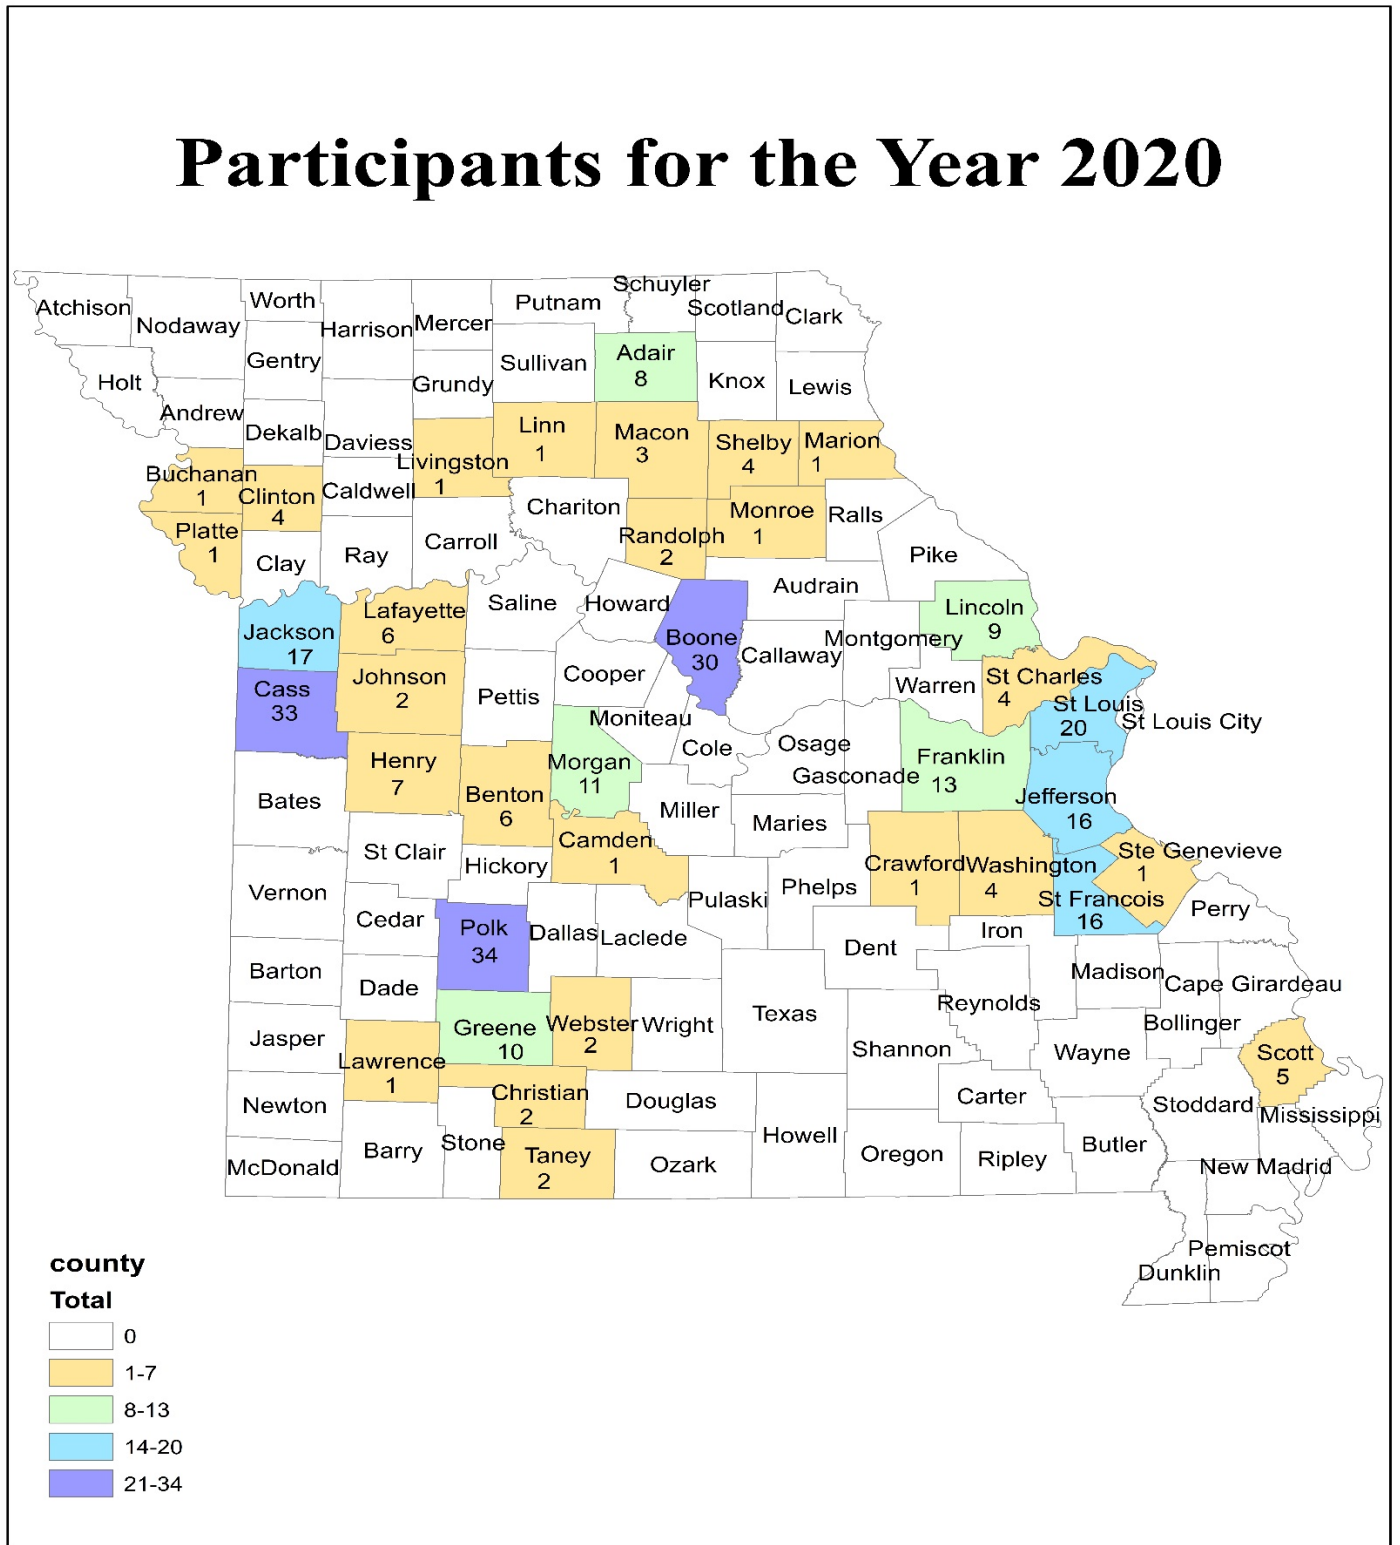 Participants for the Year 2020
Schuyler
Atchison
Worth
Putnam
Scotland
Clark
Nodaway
Harrison
Mercer
Gentry
Sullivan
Adair
8
Holt
Grundy
Knox
Lewis
Andrew
Dekalb
Daviess
Linn
1
Macon
3
Shelby
4
Marion
1
Buchanan
1
Clinton
4
Caldwell
Livingston
1
Chariton
Monroe
1
Ralls
Platte
1
Clay
Ray
Carroll
Randolph
2
Pike
Audrain
Jackson
17
Lafayette
6
Saline
Howard
Boone
30
Lincoln
9
Callaway
Montgomery
Cass
33
Johnson
2
Pettis
Cooper
Warren
St Charles
4
St Louis
20
St Louis City
Moniteau
Cole
Osage
Gasconade
Franklin
13
Henry
7
Benton
6
Morgan
11
Bates
Miller
Maries
Jefferson
16
St Clair
Hickory
Camden
1
Crawford
1
Washington
4
Ste Genevieve
1
Vernon
Pulaski
Phelps
St Francois
16
Perry
Cedar
Polk
34
Dallas
Laclede
Dent
Iron
Barton
Dade
Madison
Cape Girardeau
Texas
Reynolds
Jasper
Greene
10
Webster
2
Wright
Bollinger
Lawrence
1
Shannon
Wayne
Scott
5
Newton
Christian
2
Douglas
Carter
Stoddard
Mississippi
Barry
Stone
Howell
Butler
McDonald
Taney
2
Ozark
Oregon
Ripley
New Madrid
Pemiscot
Dunklin
county
Total
0
1-7
8-13
14-20
21-34